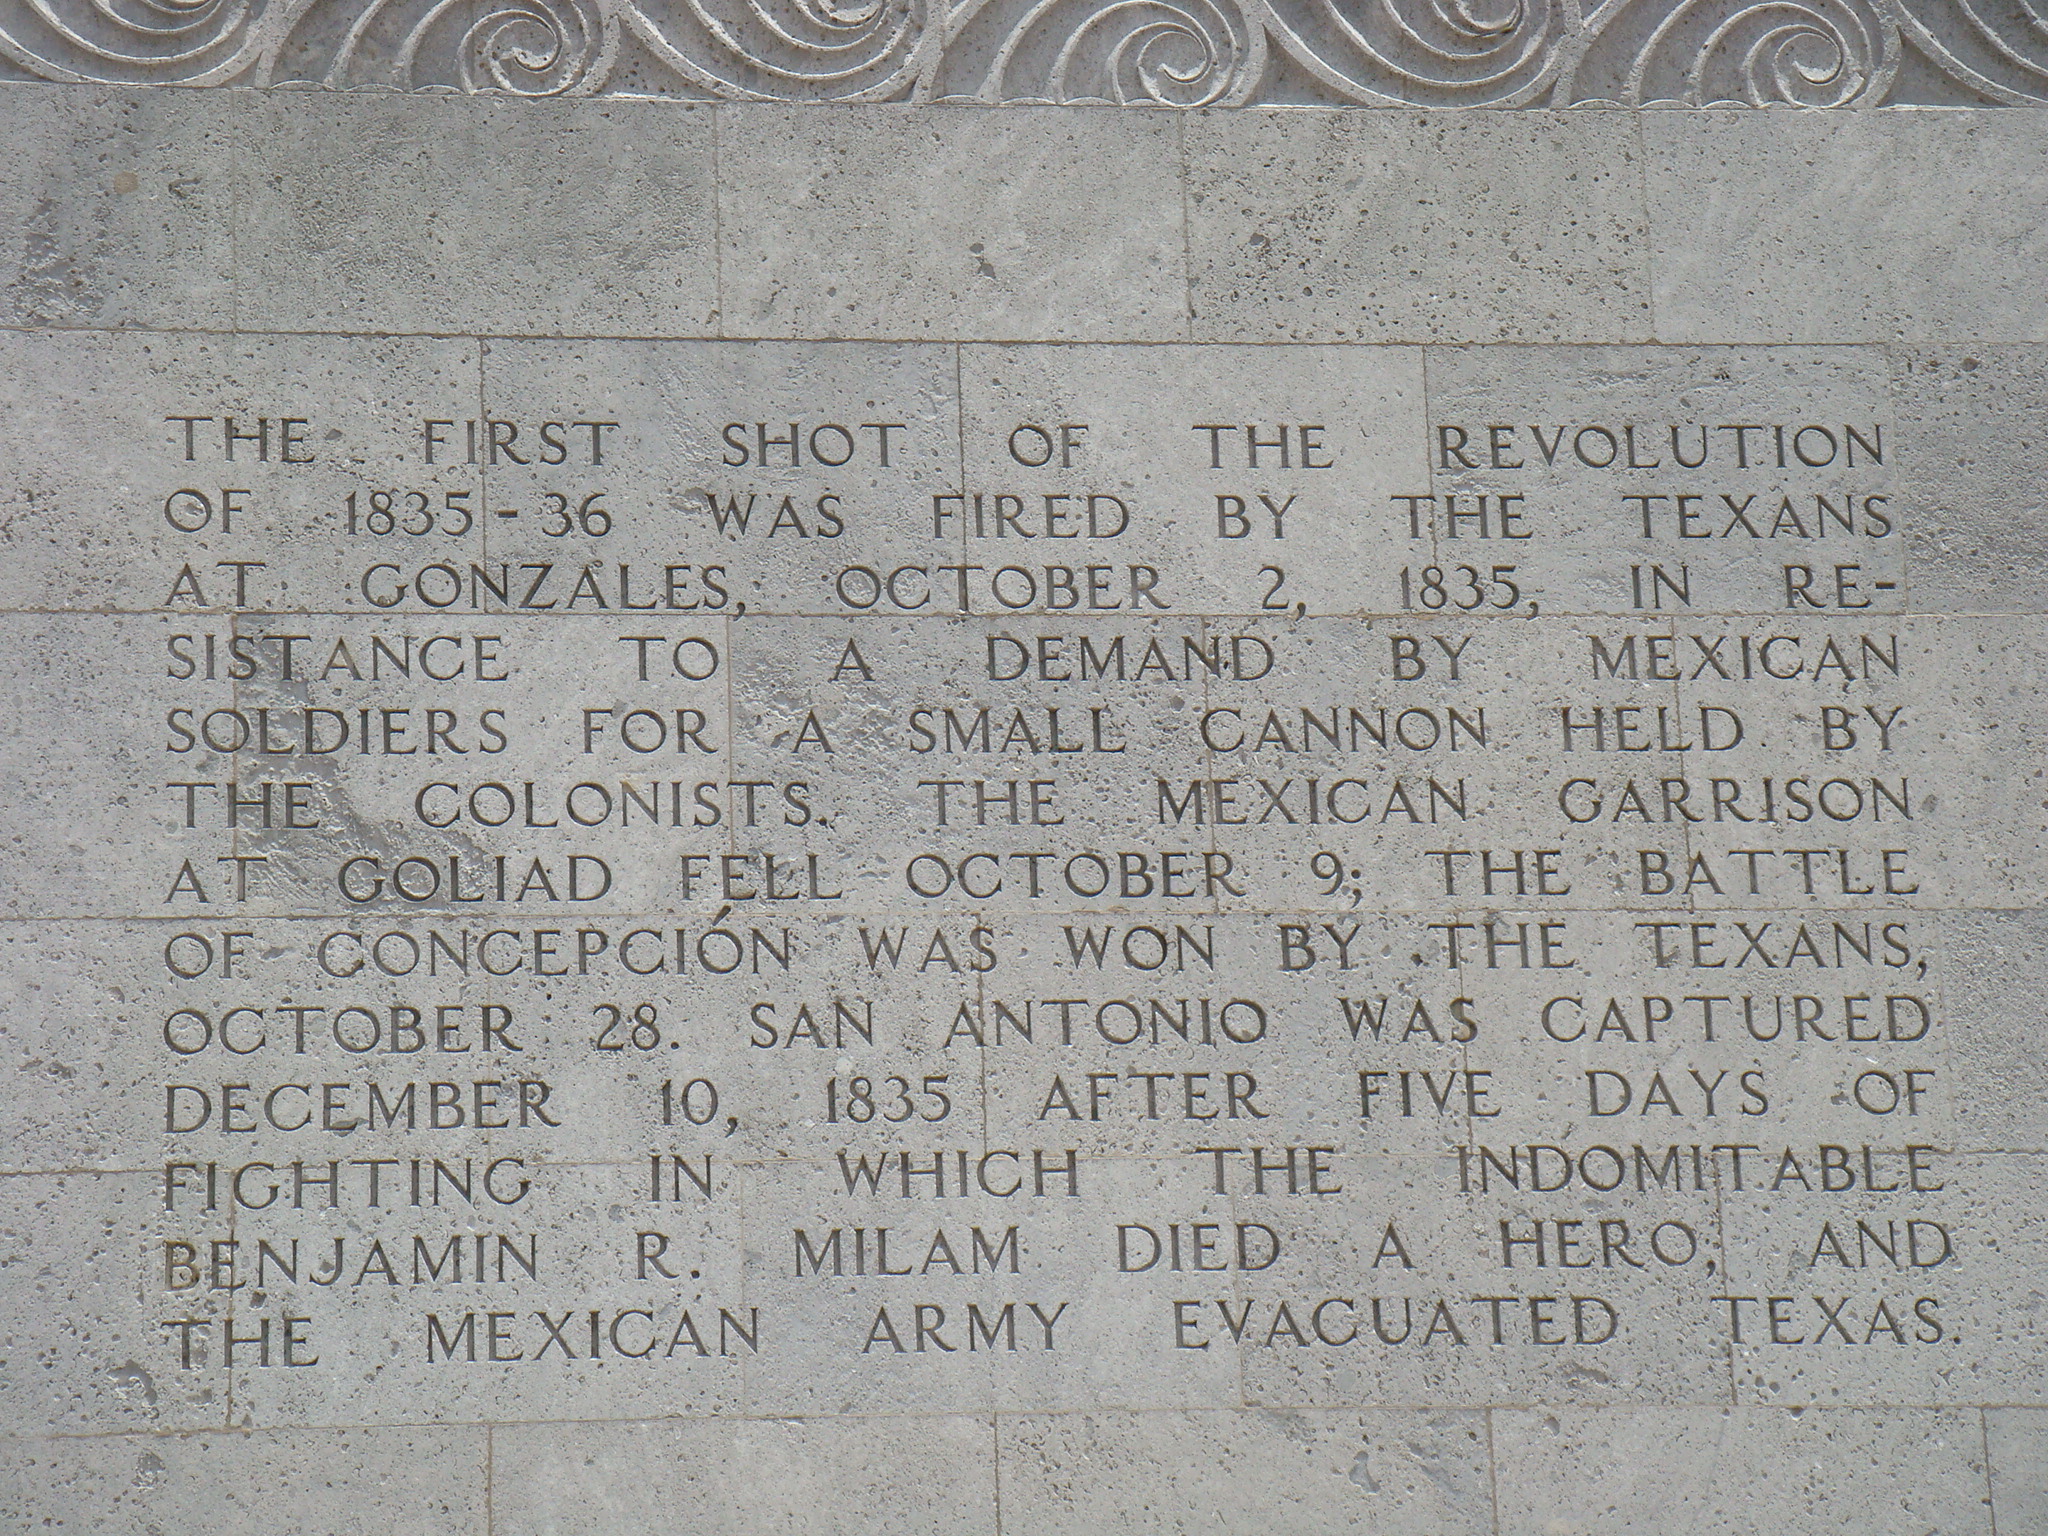 THE FIRST SHOT OF THE REVOLUTION
OF 1835-36 WAS FIRED BY THE TEXANS
AT GONZALES, OCTOBER 2, 1835, IN RE-
SISTANCE TO A DEMAND BY MEXICAN
SOLDIERS FOR A SMALL CANNON HELD BY
THE COLONISTS. THE MEXICAN GARRISON
AT GOLIAD FELL OCTOBER 9; THE BATTLE
OF CONCEPCIÓN WAS WON BY THE TEXANS,
OCTOBER 28. SAN ANTONIO WAS CAPTURED
DECEMBER 10, 1835 AFTER FIVE DAYS OF
FIGHTING IN WHICH THE INDOMITABLE
BENJAMIN R. MILAM DIED A HERO, AND
THE MEXICAN ARMY EVACUATED TEXAS.